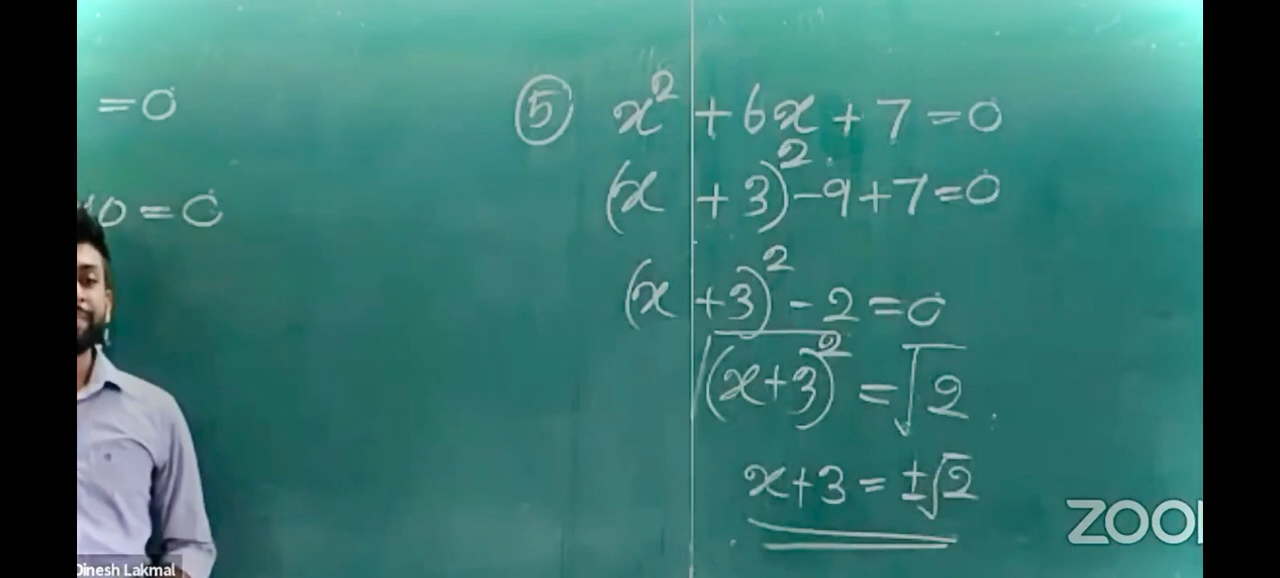 =0
10=0
⑤ x² + 6x + 7 = 0
(x + 3)² - 9 + 7 = 0
(x + 3)² - 2 = 0
√(x+3)² = √2
x + 3 = ±√2
Dinesh Lakmal